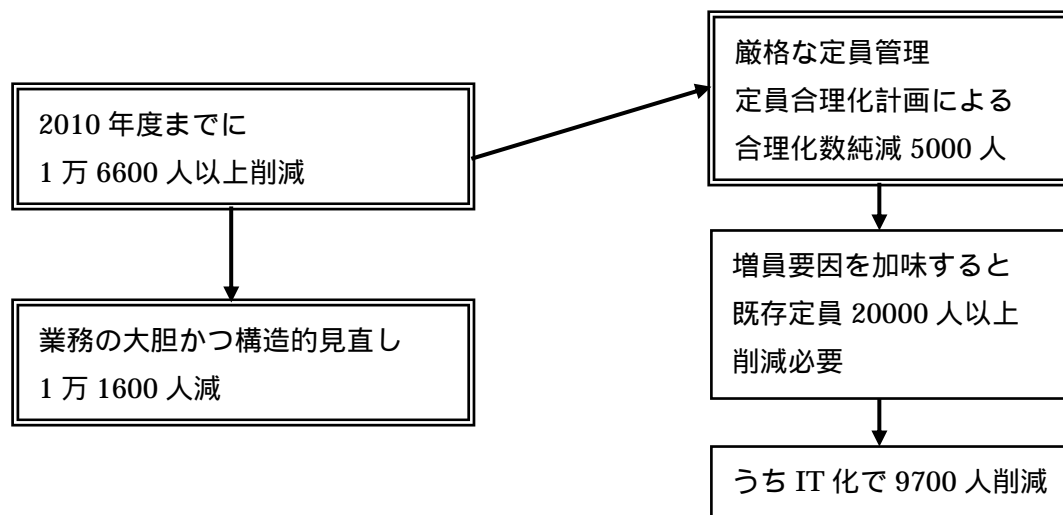 2010 年度までに
1 万 6600 人以上削減
業務の大胆かつ構造的見直し
1 万 1600 人減
厳格な定員管理
定員合理化計画による
合理化数純減 5000 人
増員要因を加味すると
既存定員 20000 人以上
削減必要
うち IT 化で 9700 人削減